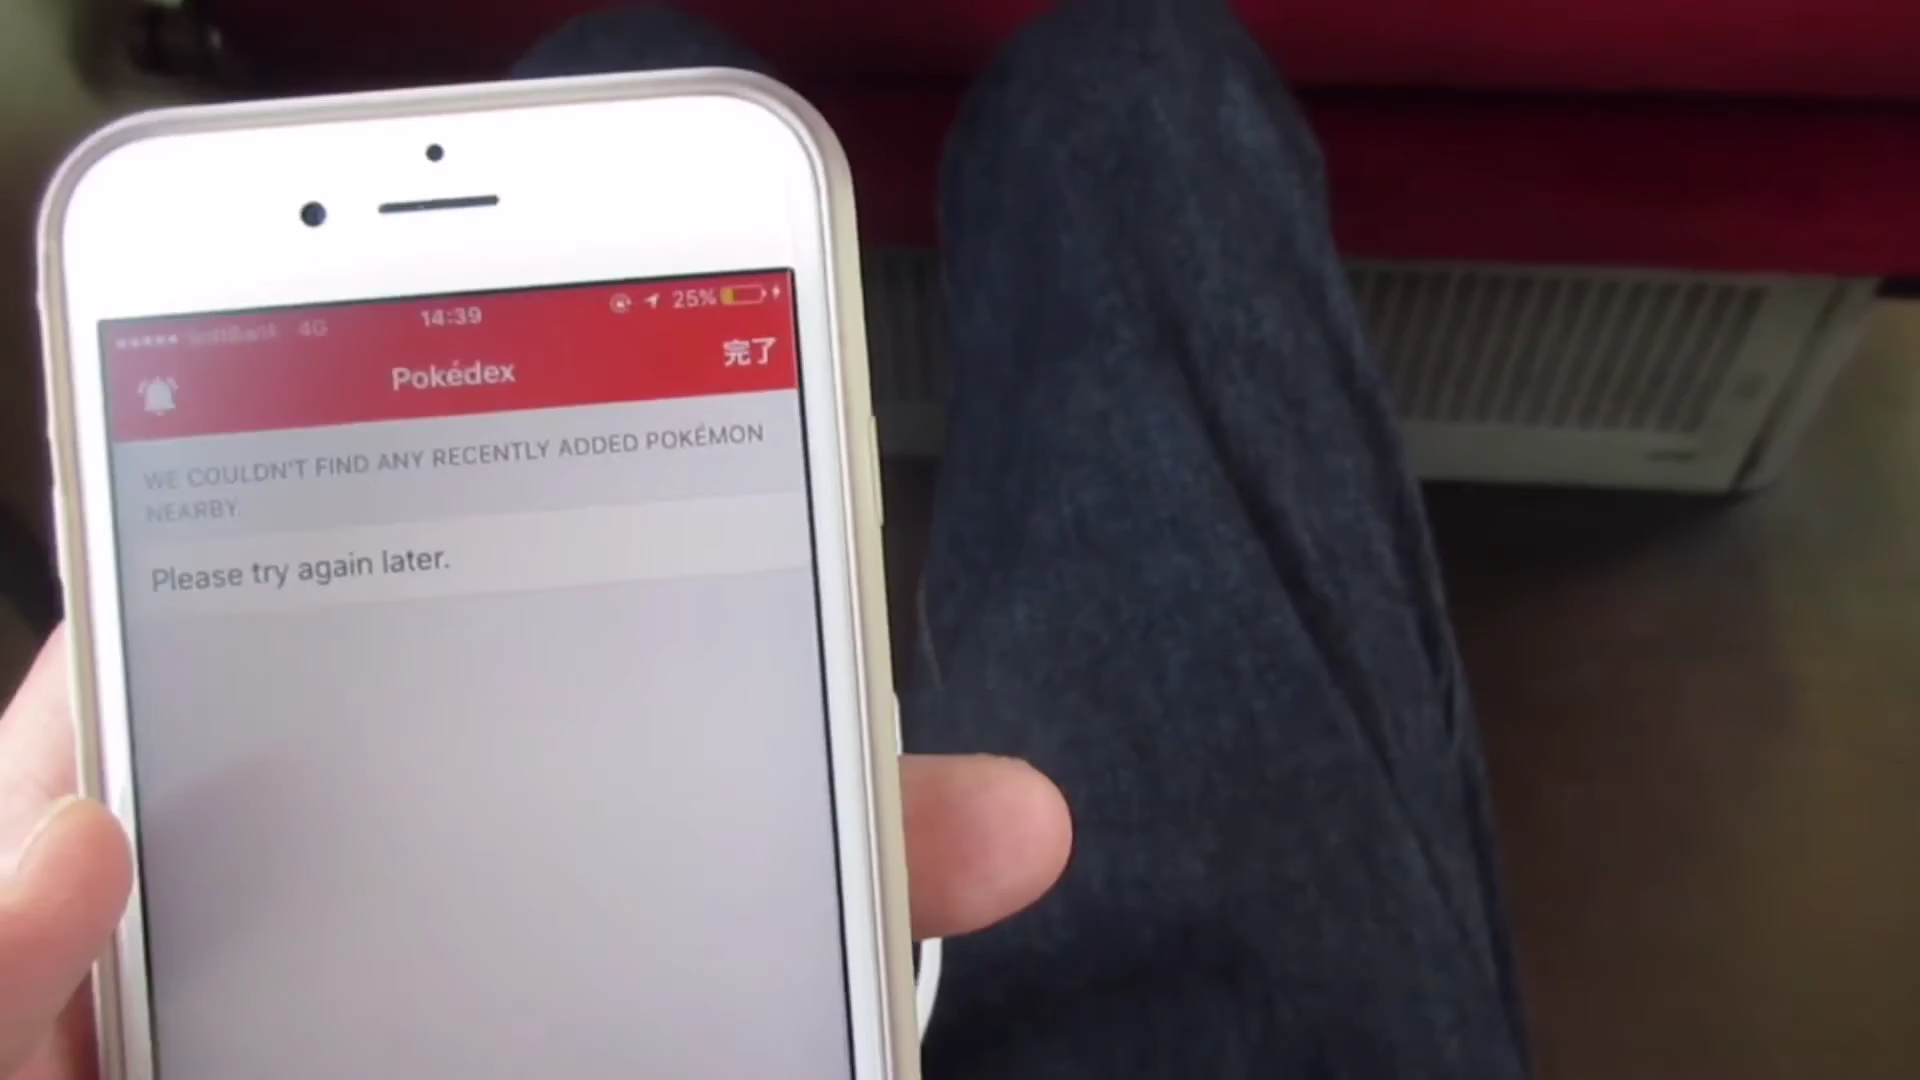 SoftBank 4G 14:39 25%
Pokédex 完了
WE COULDN'T FIND ANY RECENTLY ADDED POKÉMON
NEARBY.
Please try again later.